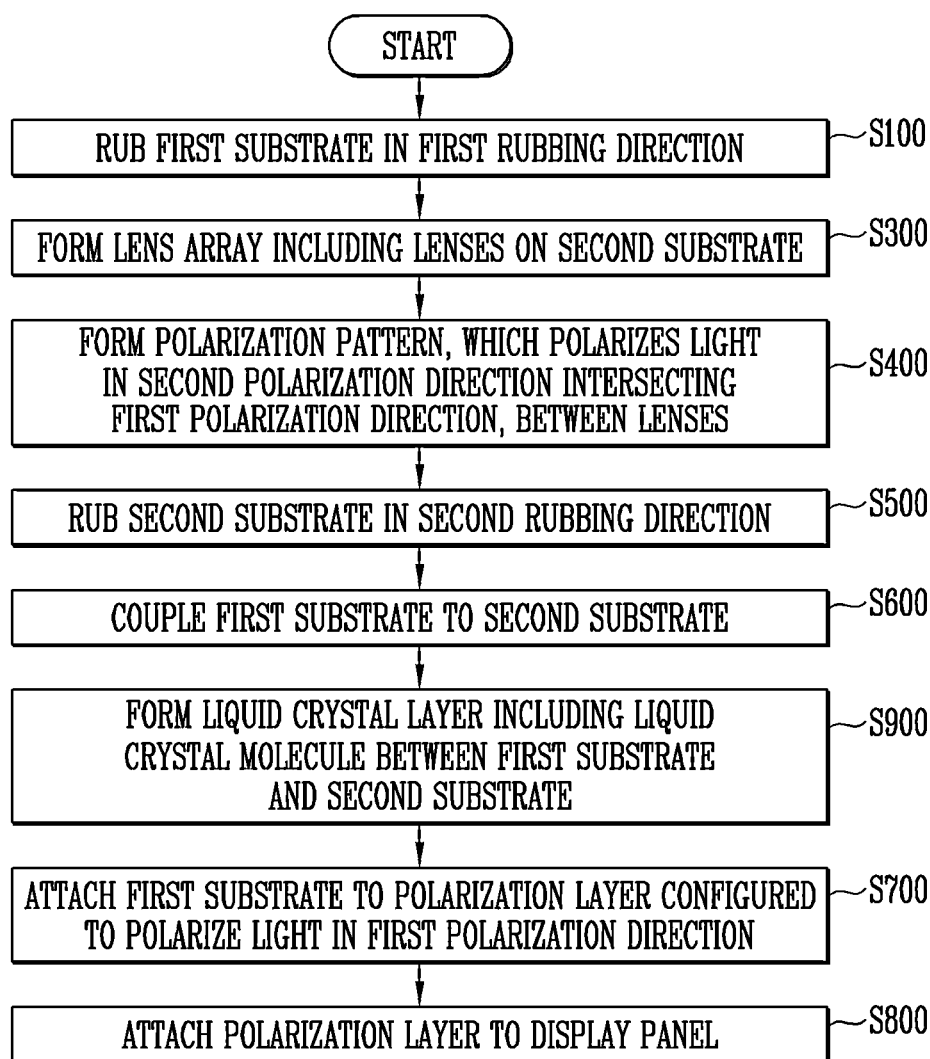 START
RUB FIRST SUBSTRATE IN FIRST RUBBING DIRECTION
S100
FORM LENS ARRAY INCLUDING LENSES ON SECOND SUBSTRATE
S300
FORM POLARIZATION PATTERN, WHICH POLARIZES LIGHT
IN SECOND POLARIZATION DIRECTION INTERSECTING
FIRST POLARIZATION DIRECTION, BETWEEN LENSES
S400
RUB SECOND SUBSTRATE IN SECOND RUBBING DIRECTION
S500
COUPLE FIRST SUBSTRATE TO SECOND SUBSTRATE
S600
FORM LIQUID CRYSTAL LAYER INCLUDING LIQUID
CRYSTAL MOLECULE BETWEEN FIRST SUBSTRATE
AND SECOND SUBSTRATE
S900
ATTACH FIRST SUBSTRATE TO POLARIZATION LAYER CONFIGURED
TO POLARIZE LIGHT IN FIRST POLARIZATION DIRECTION
S700
ATTACH POLARIZATION LAYER TO DISPLAY PANEL
S800